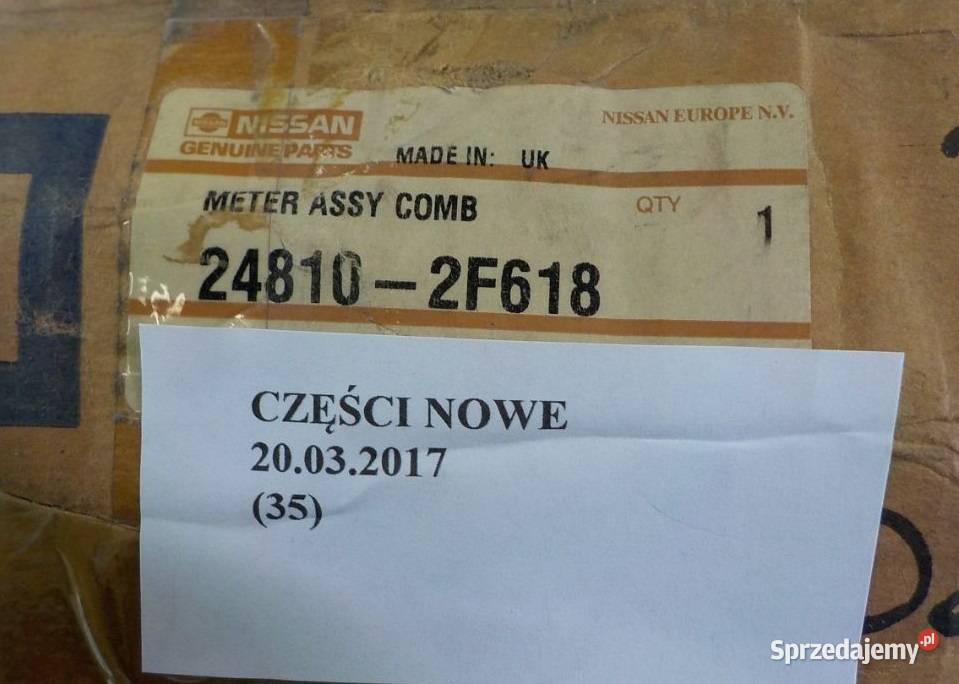 NISSAN
GENUINE PARTS
NISSAN EUROPE N.V.
MADE IN: UK
METER ASSY COMB
QTY 1
24810-2F618
CZĘŚCI NOWE
20.03.2017
(35)
Sprzedajemy.pl